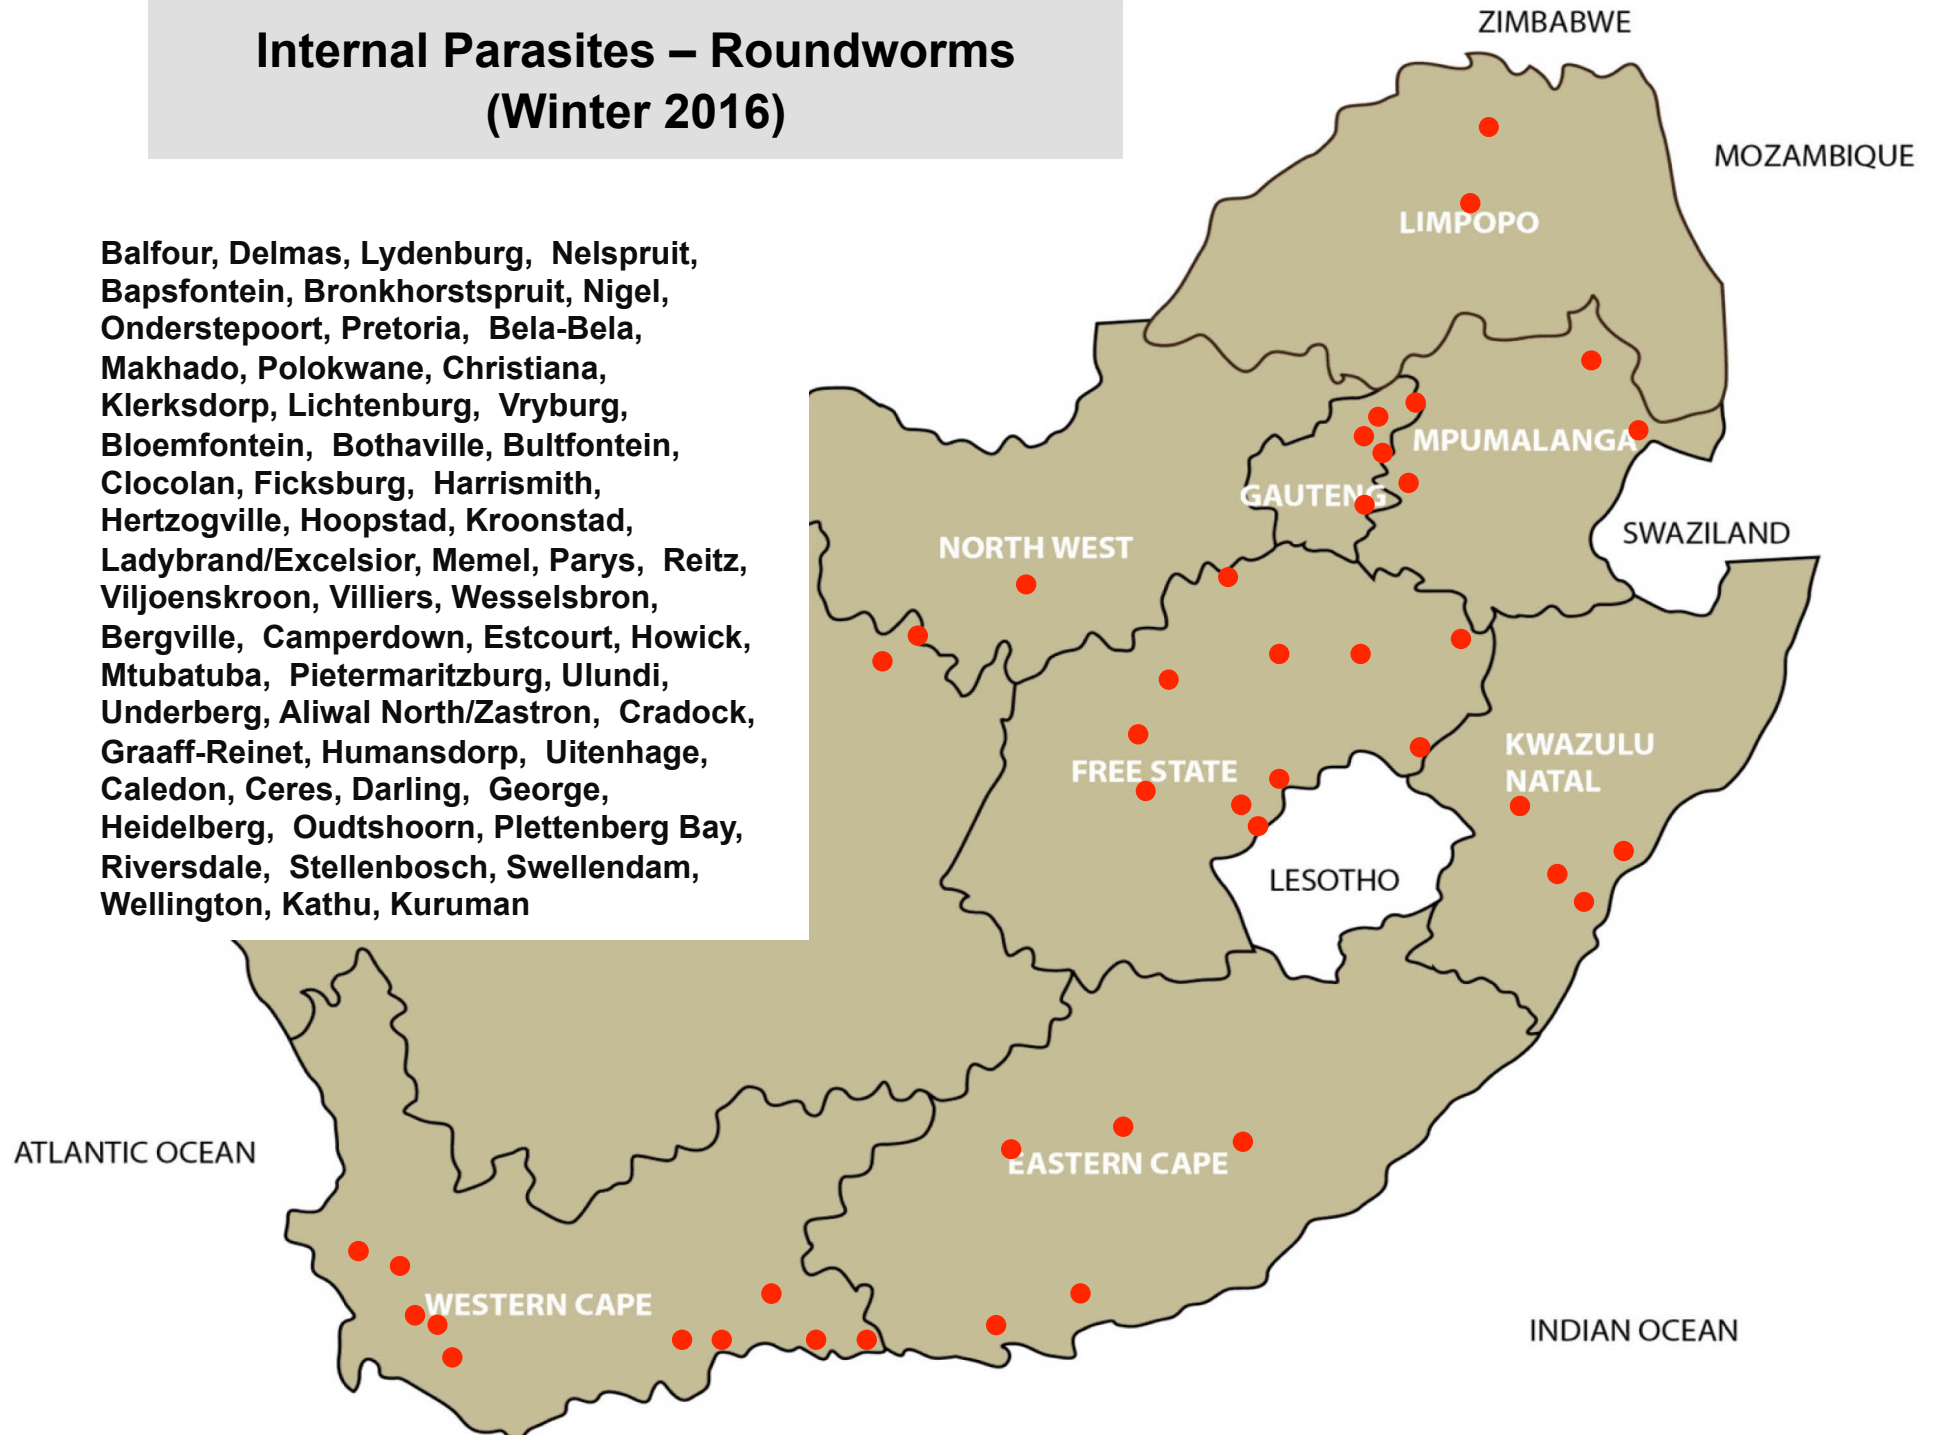 Internal Parasites – Roundworms
(Winter 2016)
Balfour, Delmas, Lydenburg,  Nelspruit,
Bapsfontein, Bronkhorstspruit, Nigel,
Onderstepoort, Pretoria,  Bela-Bela,
Makhado, Polokwane, Christiana,
Klerksdorp, Lichtenburg,  Vryburg,
Bloemfontein,  Bothaville, Bultfontein,
Clocolan, Ficksburg,  Harrismith,
Hertzogville, Hoopstad, Kroonstad,
Ladybrand/Excelsior, Memel, Parys,  Reitz,
Viljoenskroon, Villiers, Wesselsbron,
Bergville,  Camperdown, Estcourt, Howick,
Mtubatuba,  Pietermaritzburg, Ulundi,
Underberg, Aliwal North/Zastron,  Cradock,
Graaff-Reinet, Humansdorp,  Uitenhage,
Caledon, Ceres, Darling,  George,
Heidelberg,  Oudtshoorn, Plettenberg Bay,
Riversdale,  Stellenbosch, Swellendam,
Wellington, Kathu, Kuruman
ZIMBABWE
MOZAMBIQUE
LIMPOPO
MPUMALANGA
GAUTENG
SWAZILAND
NORTH WEST
KWAZULU
NATAL
FREE STATE
LESOTHO
ATLANTIC OCEAN
EASTERN CAPE
WESTERN CAPE
INDIAN OCEAN